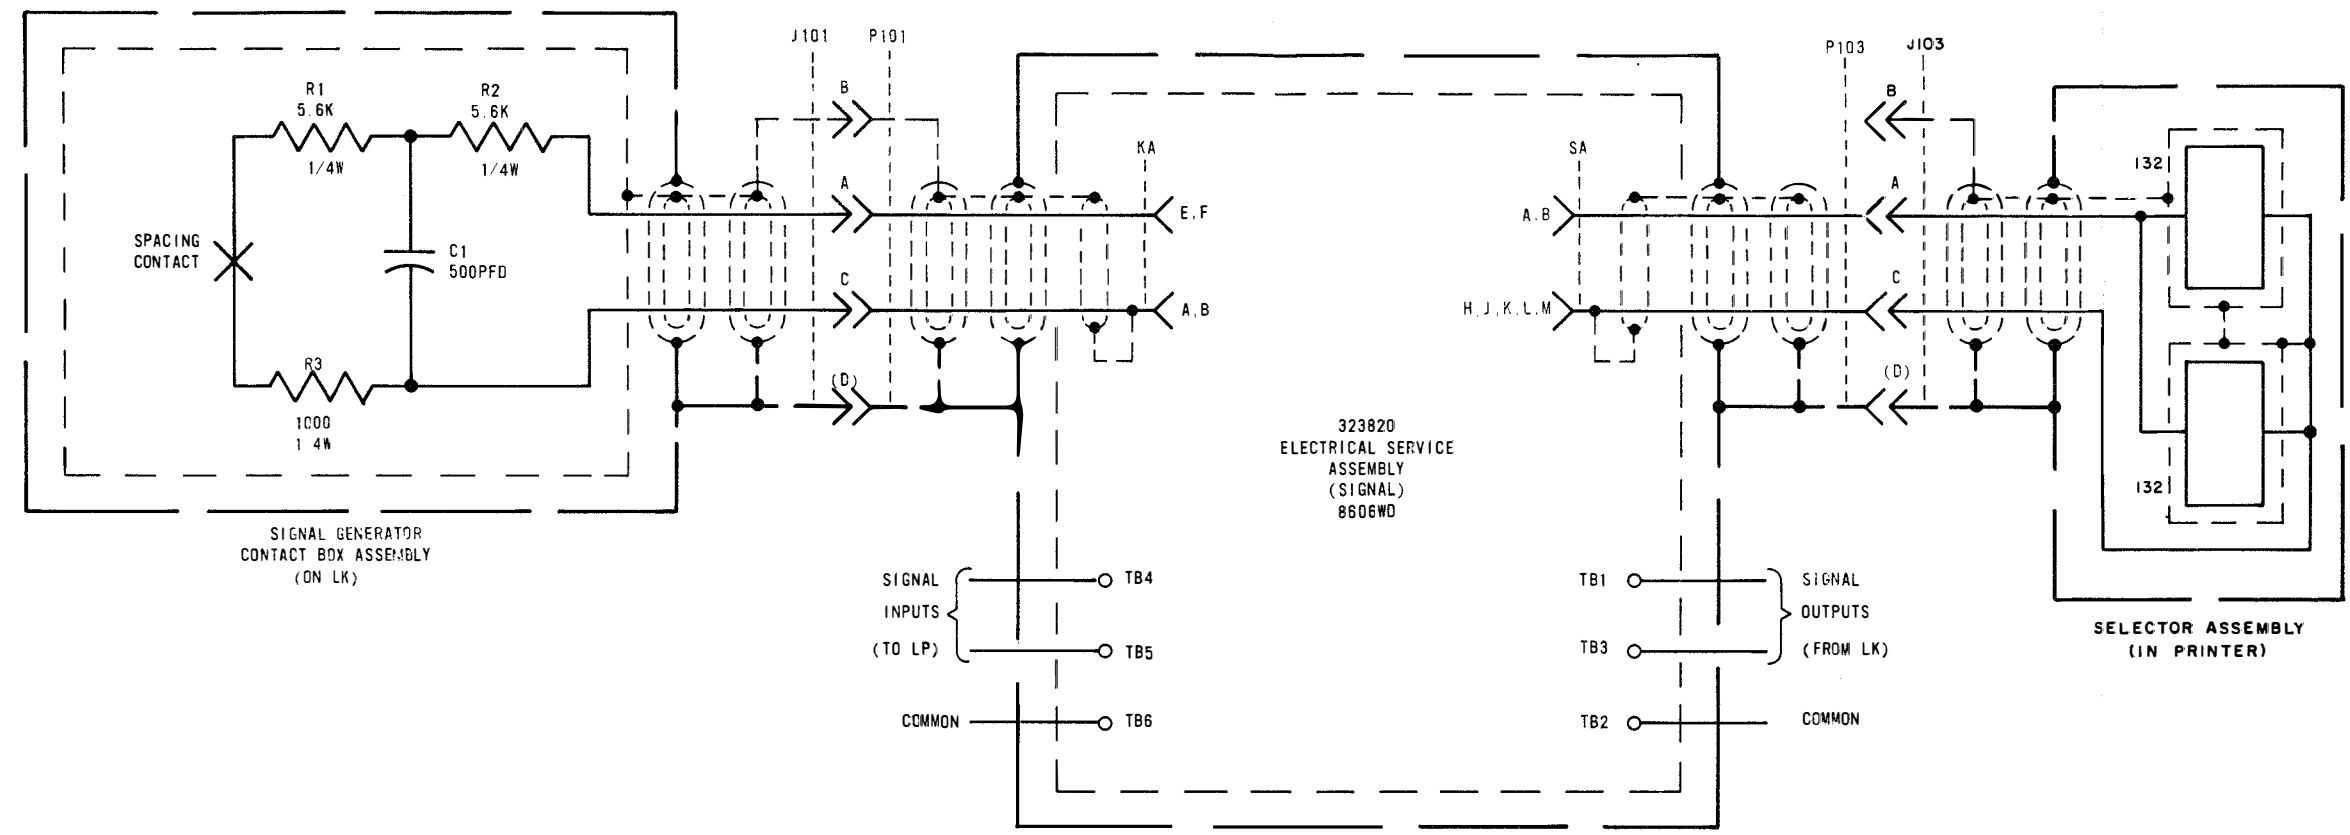 R1
5.6K
1/4W
R2
5.6K
1/4W
SPACING
CONTACT
C1
500PFD
R3
1000
1 4W
SIGNAL GENERATOR
CONTACT BOX ASSEMBLY
(ON LK)
J101
P101
B
A
C
(D)
KA
E,F
A,B
323820
ELECTRICAL SERVICE
ASSEMBLY
(SIGNAL)
8606WD
SIGNAL
INPUTS
(TO LP)
COMMON
TB4
TB5
TB6
SA
A,B
H,J,K,L,M
TB1
TB3
TB2
SIGNAL
OUTPUTS
(FROM LK)
COMMON
P103
J103
B
A
C
(D)
132
132
SELECTOR ASSEMBLY
(IN PRINTER)